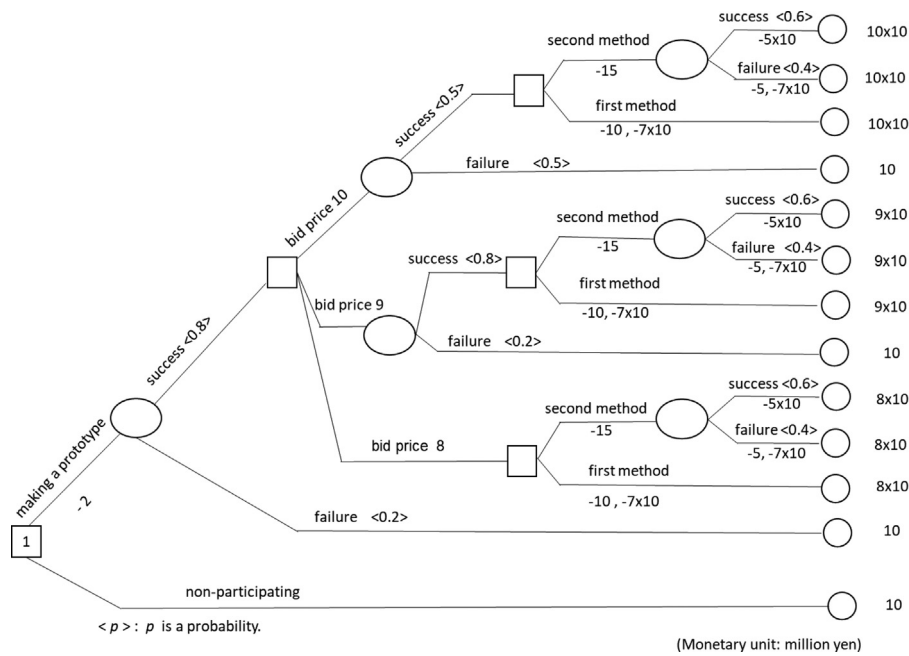 success <0.6>
-5x10
10x10
second method
-15
failure <0.4>
-5, -7x10
10x10
first method
-10 , -7x10
10x10
success <0.5>
failure <0.5>
10
bid price 10
success <0.6>
-5x10
9x10
second method
-15
failure <0.4>
-5, -7x10
9x10
success <0.8>
first method
-10, -7x10
9x10
bid price 9
failure <0.2>
10
success <0.8>
success <0.6>
-5x10
8x10
second method
-15
failure <0.4>
-5, -7x10
8x10
bid price 8
first method
-10 , -7x10
8x10
making a prototype
-2
failure <0.2>
10
1
non-participating
10
< p > : p is a probability.
(Monetary unit: million yen)